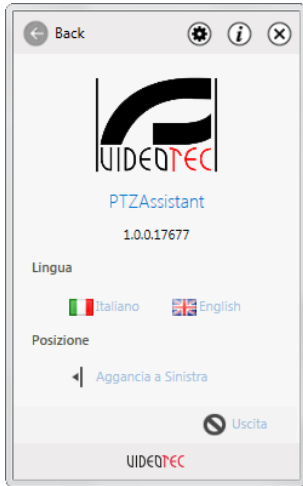 Back
VIDEOTEC
PTZAssistant
1.0.0.17677
Lingua
Italiano English
Posizione
Aggancia a Sinistra
Uscita
VIDEOTEC